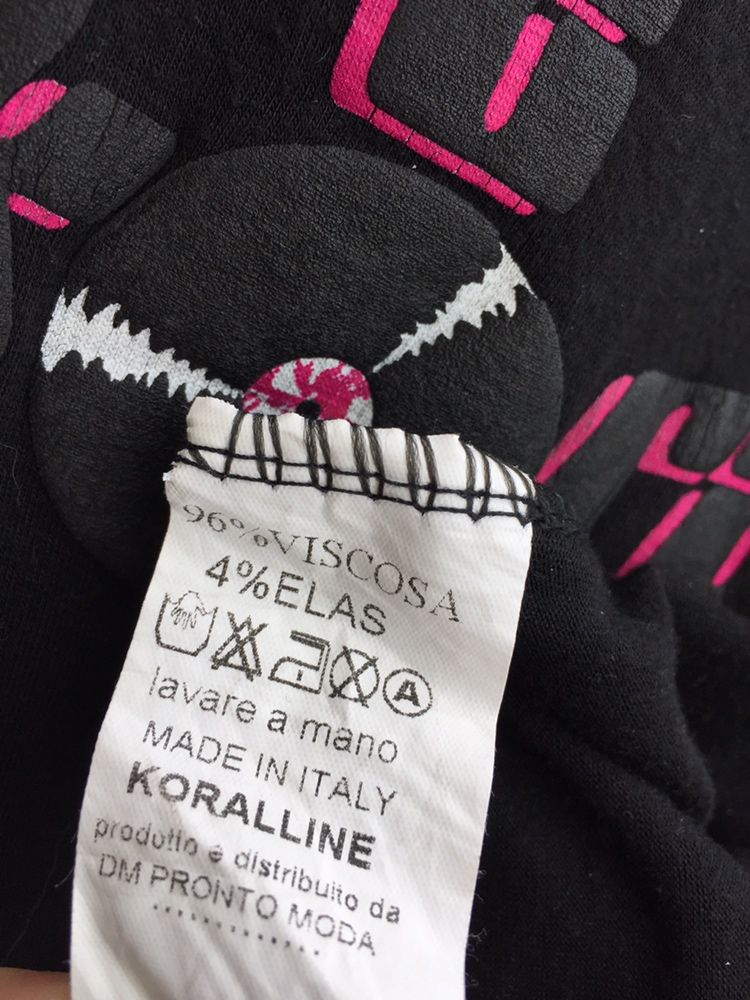 96%VISCOSA
4%ELAS
A
lavare a mano
MADE IN ITALY
KORALLINE
prodotto e distribuito da
DM PRONTO MODA